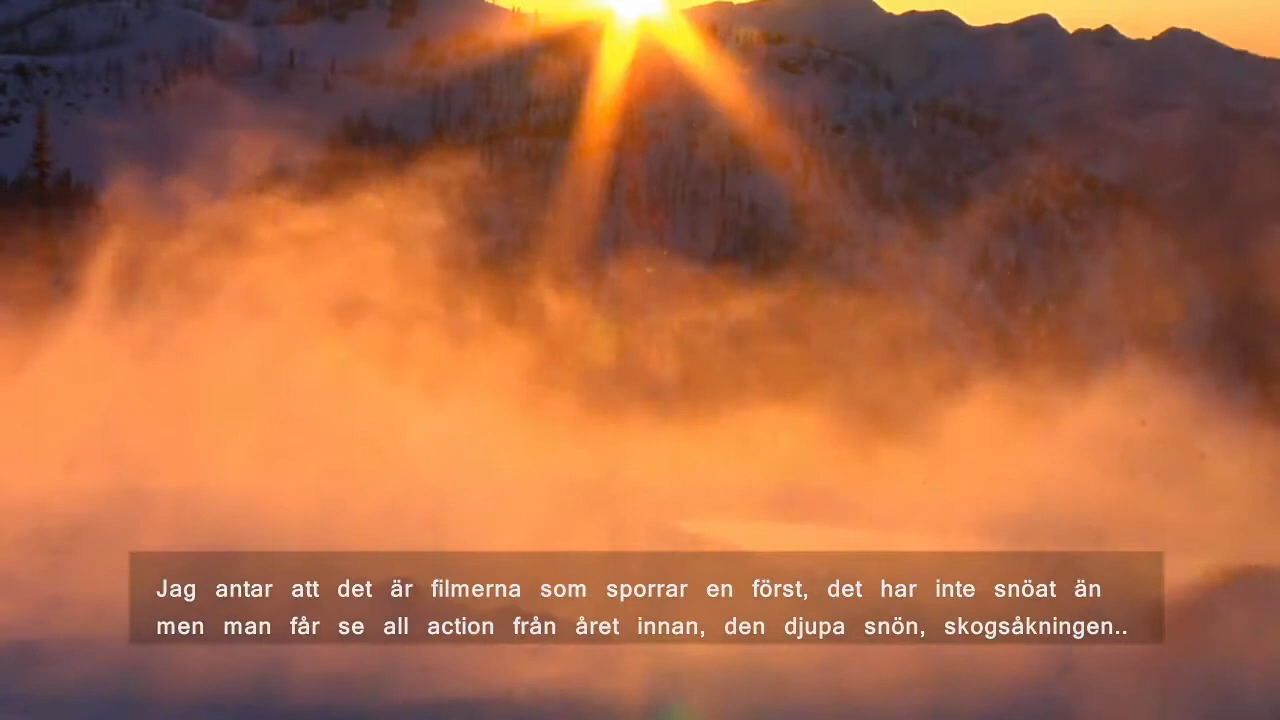 Jag antar att det är filmerna som sporrar en först, det har inte snöat än
men man får se all action från året innan, den djupa snön, skogsåkningen..